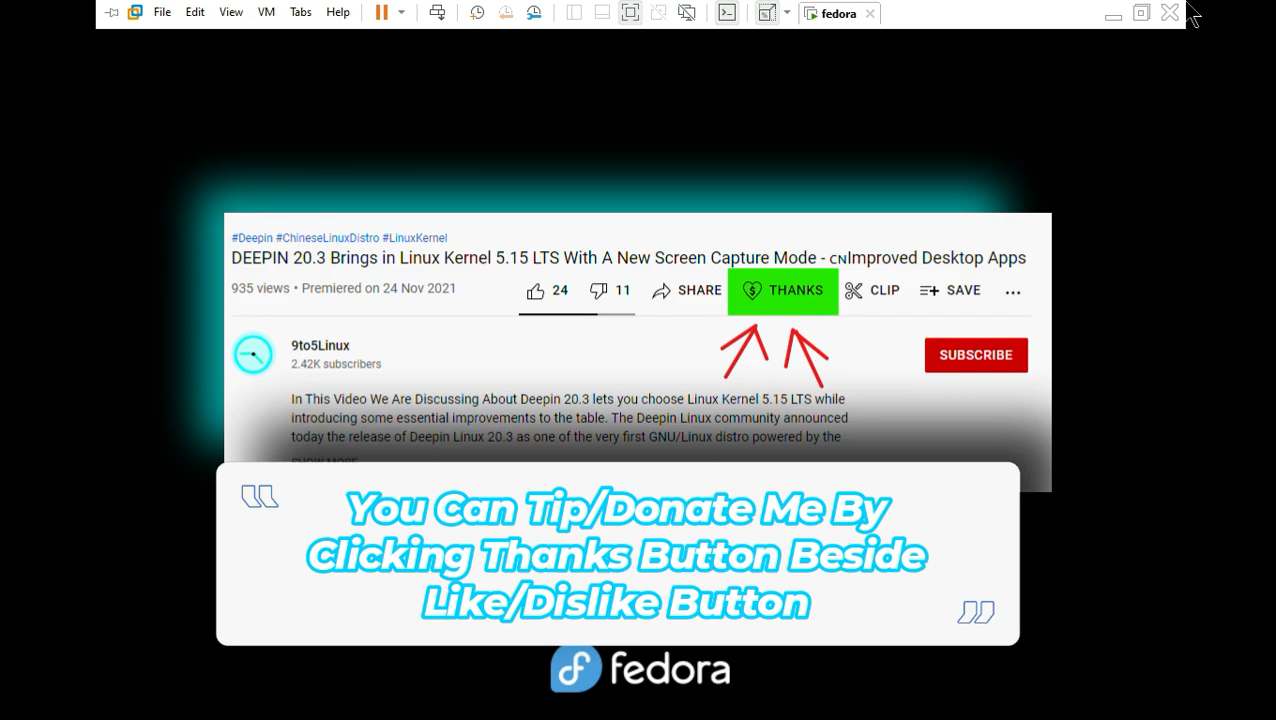 File Edit View VM Tabs Help fedora
#Deepin #ChineseLinuxDistro #LinuxKernel
DEEPIN 20.3 Brings in Linux Kernel 5.15 LTS With A New Screen Capture Mode - CNImproved Desktop Apps
935 views • Premiered on 24 Nov 2021 24 11 SHARE THANKS CLIP SAVE ...
9to5Linux
2.42K subscribers
SUBSCRIBE
In This Video We Are Discussing About Deepin 20.3 lets you choose Linux Kernel 5.15 LTS while
introducing some essential improvements to the table. The Deepin Linux community announced
today the release of Deepin Linux 20.3 as one of the very first GNU/Linux distro powered by the
SHOW MORE
You Can Tip/Donate Me By
Clicking Thanks Button Beside
Like/Dislike Button
fedora